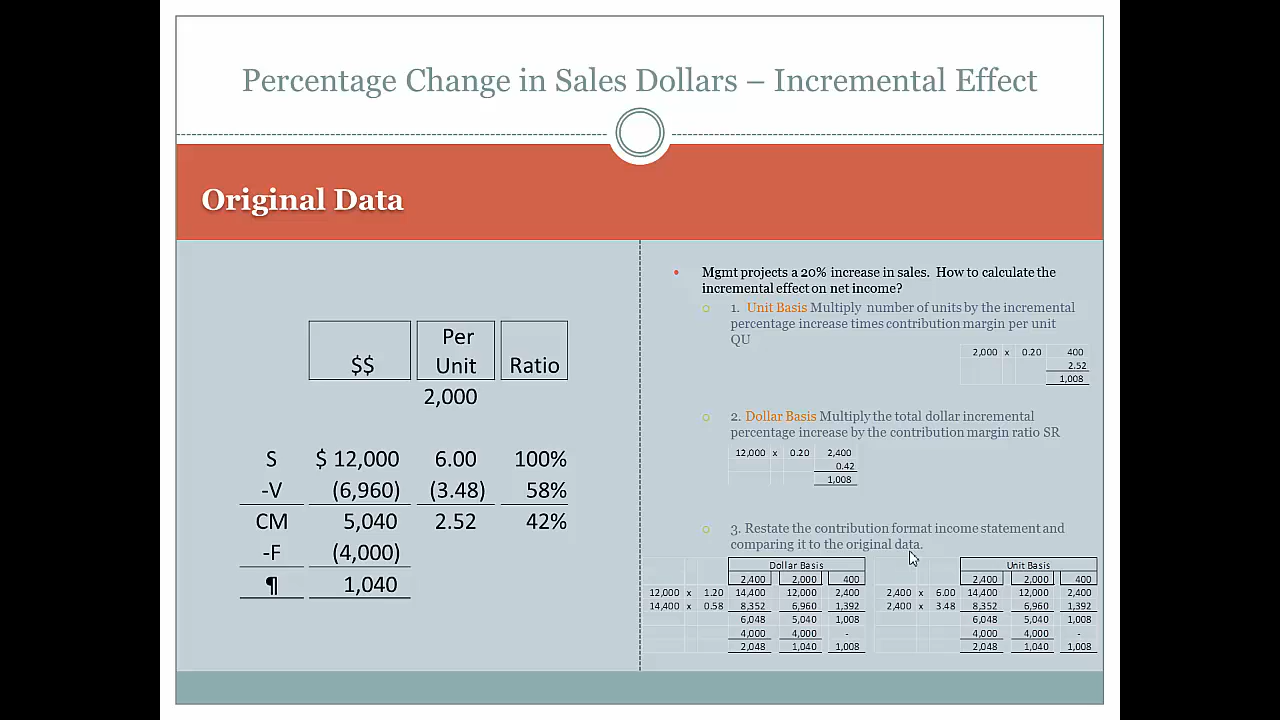 Percentage Change in Sales Dollars – Incremental Effect
Original Data
$$ Per Unit Ratio
2,000
S $ 12,000 6.00 100%
-V (6,960) (3.48) 58%
CM 5,040 2.52 42%
-F (4,000)
¶ 1,040
• Mgmt projects a 20% increase in sales. How to calculate the
incremental effect on net income?
1. Unit Basis Multiply number of units by the incremental
percentage increase times contribution margin per unit
QU
2,000 x 0.20 400
2.52
1,008
2. Dollar Basis Multiply the total dollar incremental
percentage increase by the contribution margin ratio SR
12,000 x 0.20 2,400
0.42
1,008
3. Restate the contribution format income statement and
comparing it to the original data.
Dollar Basis
2,400 2,000 400
12,000 x 1.20 14,400 12,000 2,400
14,400 x 0.58 8,352 6,960 1,392
6,048 5,040 1,008
4,000 4,000 -
2,048 1,040 1,008
Unit Basis
2,400 2,000 400
2,400 x 6.00 14,400 12,000 2,400
2,400 x 3.48 8,352 6,960 1,392
6,048 5,040 1,008
4,000 4,000 -
2,048 1,040 1,008